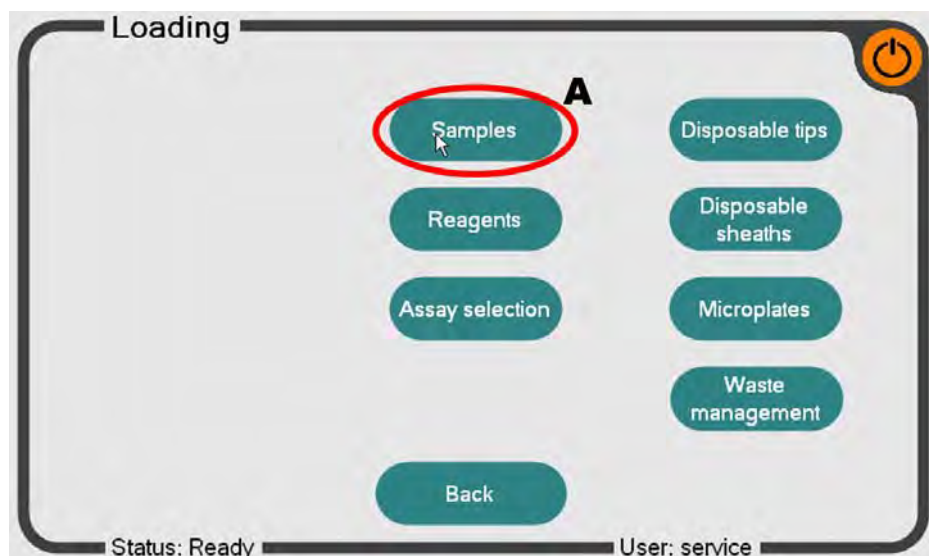 Loading
A
Samples
Disposable tips
Reagents
Disposable
sheaths
Assay selection
Microplates
Waste
management
Back
Status: Ready
User: service